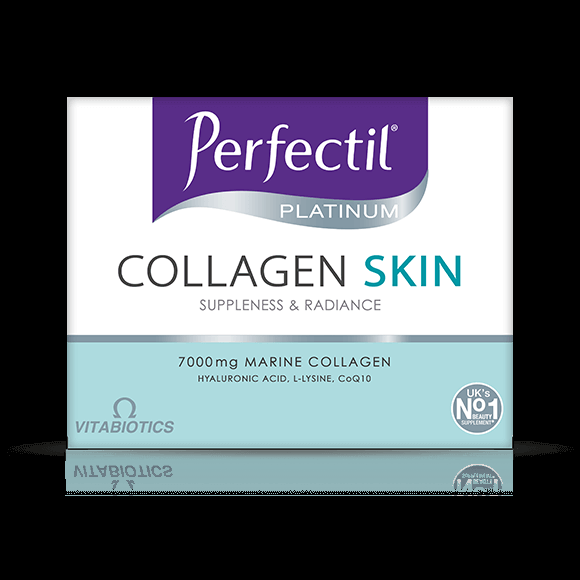 Perfectil®
PLATINUM
COLLAGEN SKIN
SUPPLENESS & RADIANCE
7000mg MARINE COLLAGEN
HYALURONIC ACID, L-LYSINE, CoQ10
Ω
VITABIOTICS
UK's
No1
BEAUTY
SUPPLEMENT*